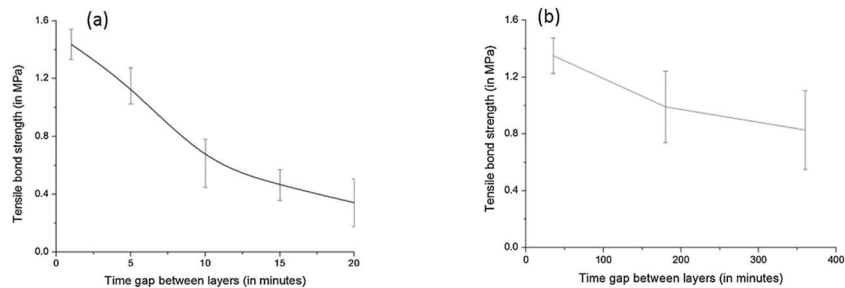 (a)
Tensile bond strength (in MPa)
1.6
1.2
0.8
0.4
0.0
0 5 10 15 20
Time gap between layers (in minutes)
(b)
Tensile bond strength (in MPa)
1.6
1.2
0.8
0.4
0.0
0 100 200 300 400
Time gap between layers (in minutes)